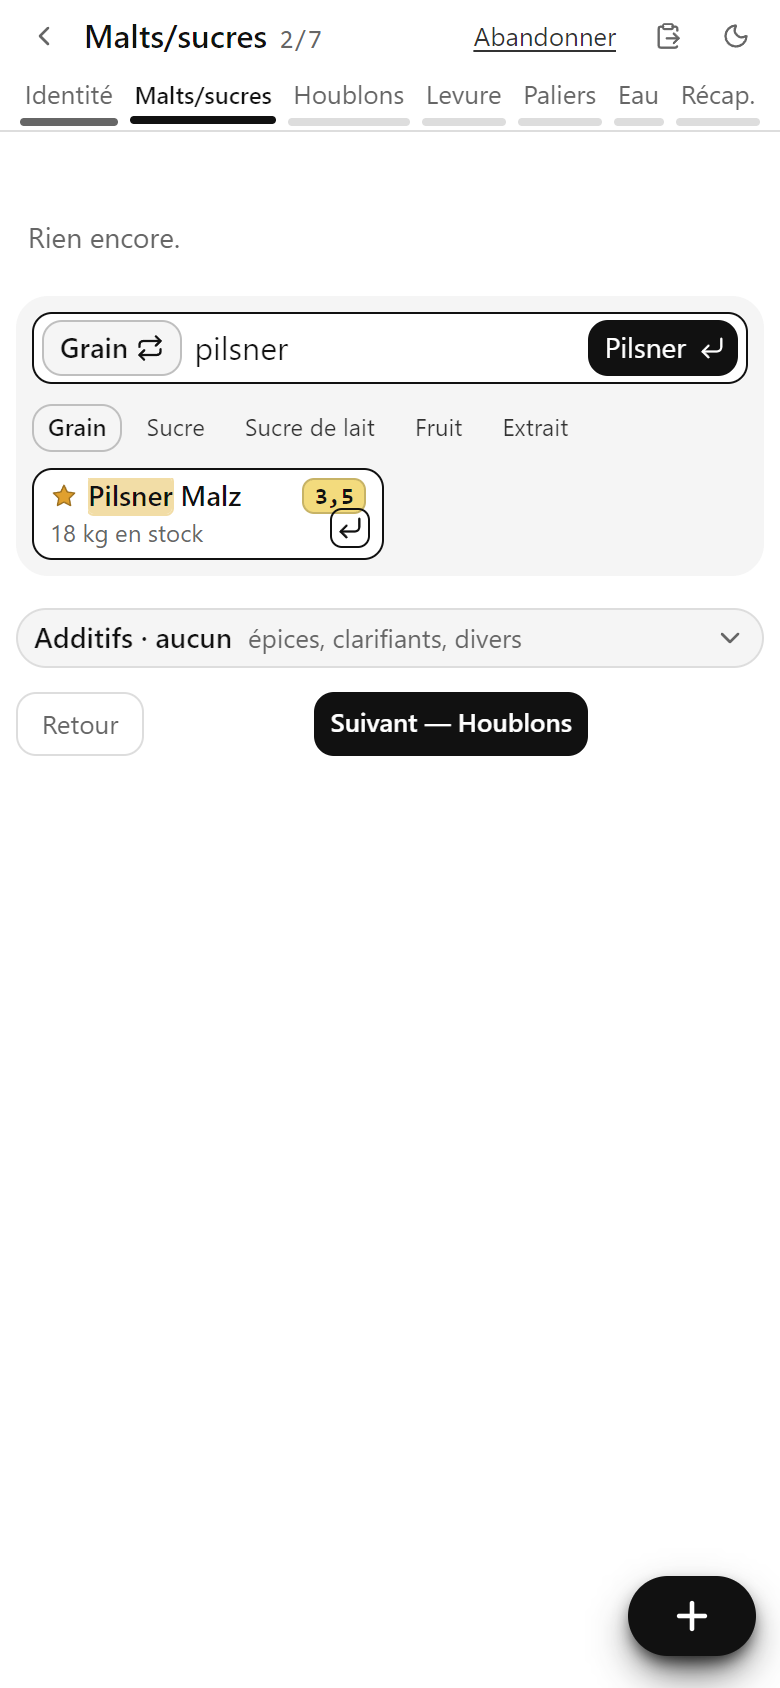 Malts/sucres 2/7 Abandonner
Identité Malts/sucres Houblons Levure Paliers Eau Récap.
Rien encore.
Grain pilsner Pilsner
Grain Sucre Sucre de lait Fruit Extrait
Pilsner Malz 3,5
18 kg en stock
Additifs · aucun épices, clarifiants, divers
Retour Suivant — Houblons